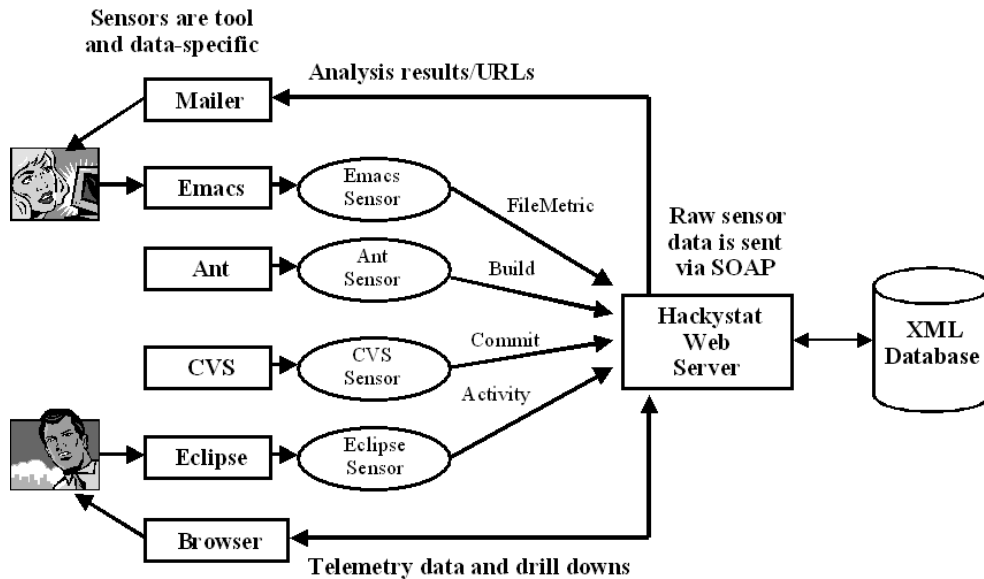 Sensors are tool
and data-specific
Analysis results/URLs
Mailer
Emacs
Emacs
Sensor
FileMetric
Raw sensor
data is sent
via SOAP
Ant
Ant
Sensor
Build
Hackystat
Web
Server
XML
Database
CVS
CVS
Sensor
Commit
Activity
Eclipse
Eclipse
Sensor
Browser
Telemetry data and drill downs